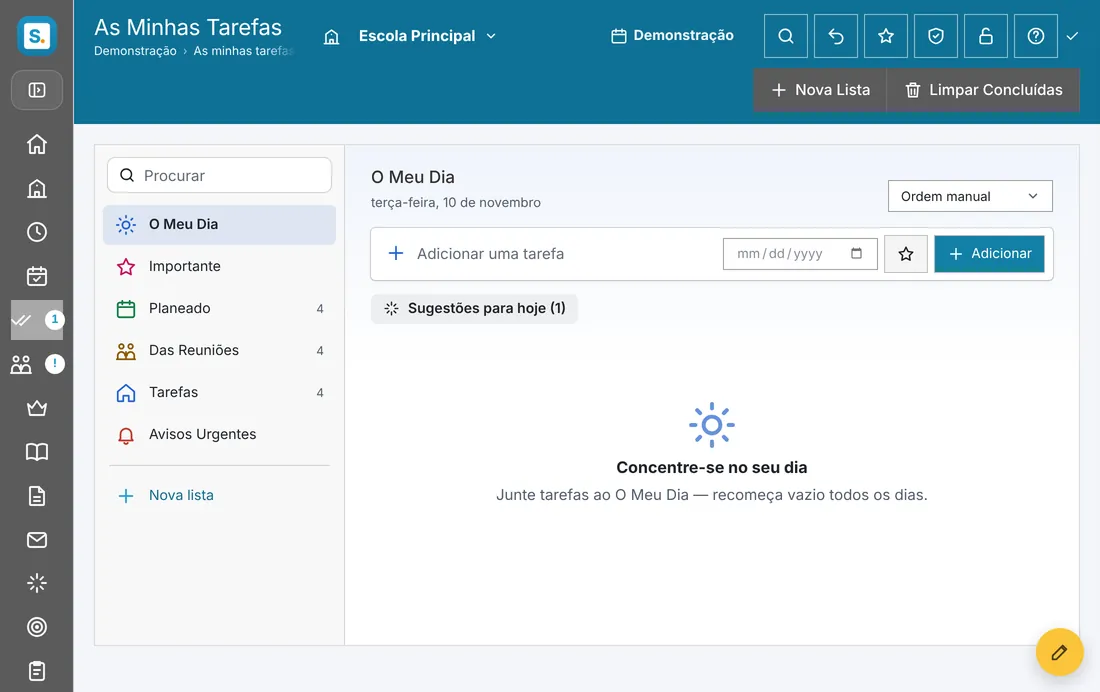 S.
As Minhas Tarefas
Demonstração › As minhas tarefas
Escola Principal
Demonstração
Nova Lista
Limpar Concluídas
1
!
Procurar
O Meu Dia
Importante
Planeado 4
Das Reuniões 4
Tarefas 4
Avisos Urgentes
Nova lista
O Meu Dia
terça-feira, 10 de novembro
Ordem manual
Adicionar uma tarefa
mm/dd/yyyy
Adicionar
Sugestões para hoje (1)
Concentre-se no seu dia
Junte tarefas ao O Meu Dia — recomeça vazio todos os dias.